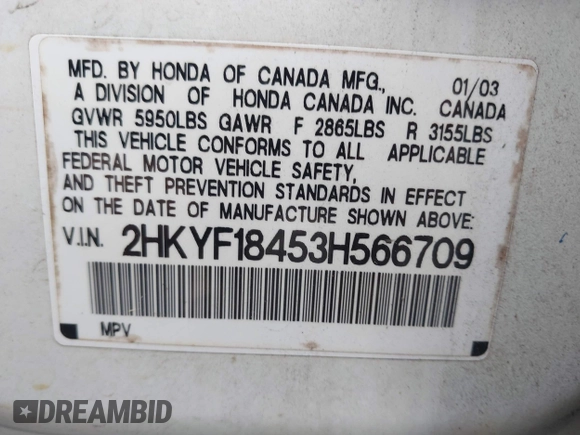 MFD. BY HONDA OF CANADA MFG., 01/03
A DIVISION OF HONDA CANADA INC. CANADA
GVWR 5950LBS GAWR F 2865LBS R 3155LBS
THIS VEHICLE CONFORMS TO ALL APPLICABLE
FEDERAL MOTOR VEHICLE SAFETY,
AND THEFT PREVENTION STANDARDS IN EFFECT
ON THE DATE OF MANUFACTURE SHOWN ABOVE:
V.I.N. 2HKYF18453H566709
MPV
DREAMBID